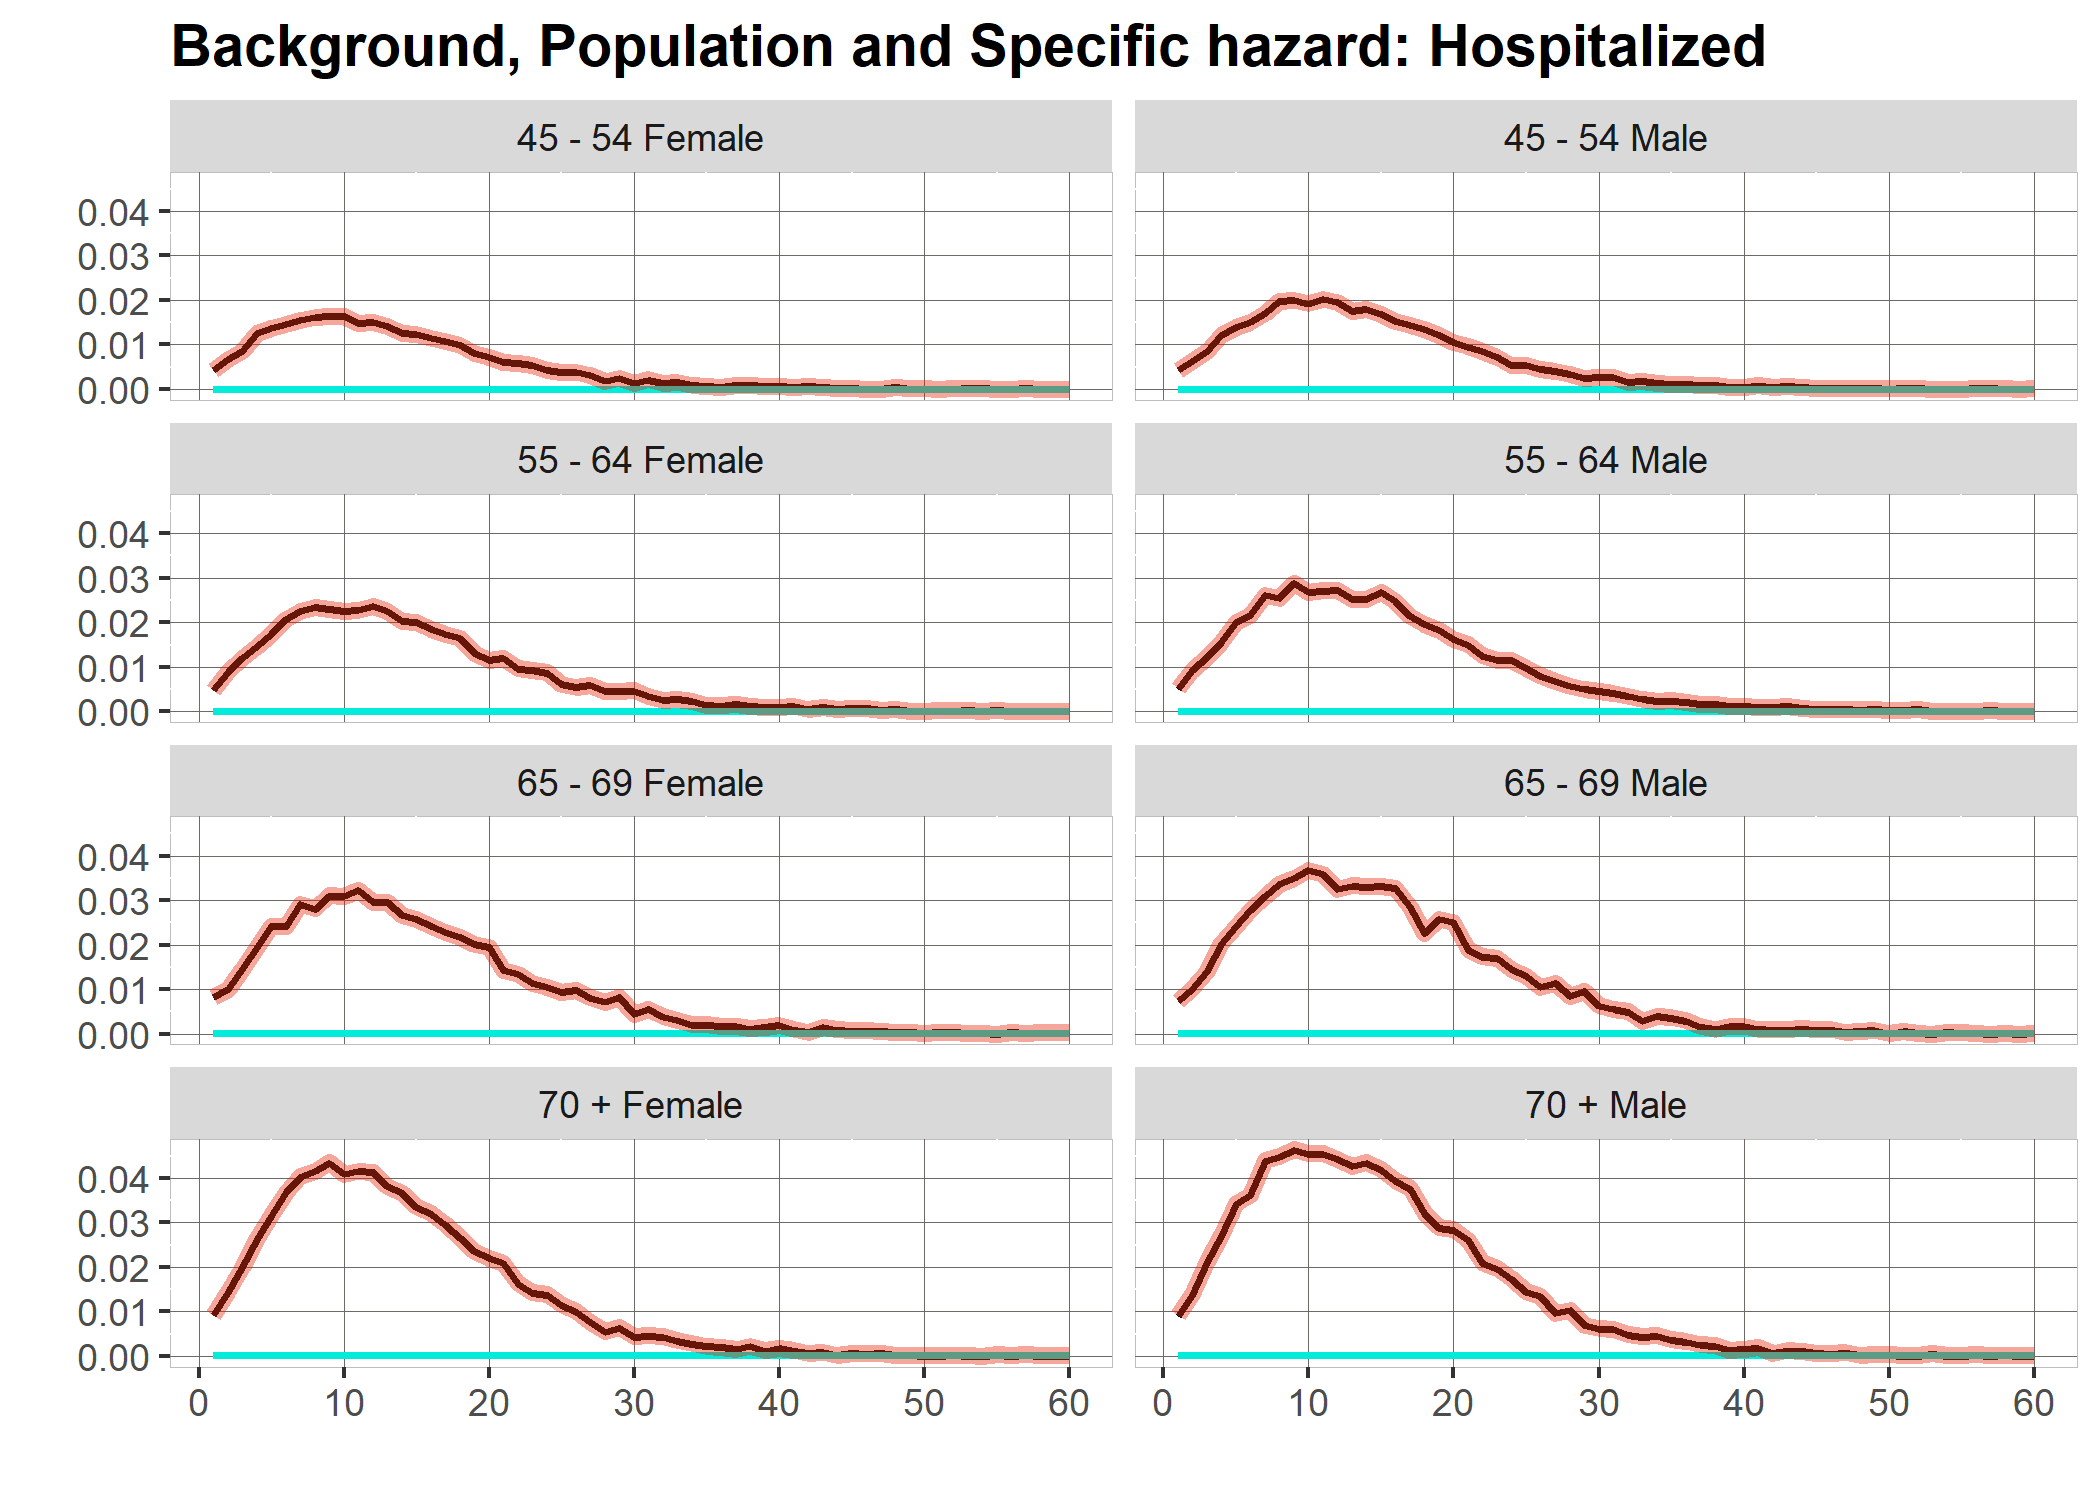 Background, Population and Specific hazard: Hospitalized
45 - 54 Female
45 - 54 Male
0.04
0.03
0.02
0.01
0.00
55 - 64 Female
55 - 64 Male
0.04
0.03
0.02
0.01
0.00
65 - 69 Female
65 - 69 Male
0.04
0.03
0.02
0.01
0.00
70 + Female
70 + Male
0.04
0.03
0.02
0.01
0.00
0 10 20 30 40 50 60
0 10 20 30 40 50 60